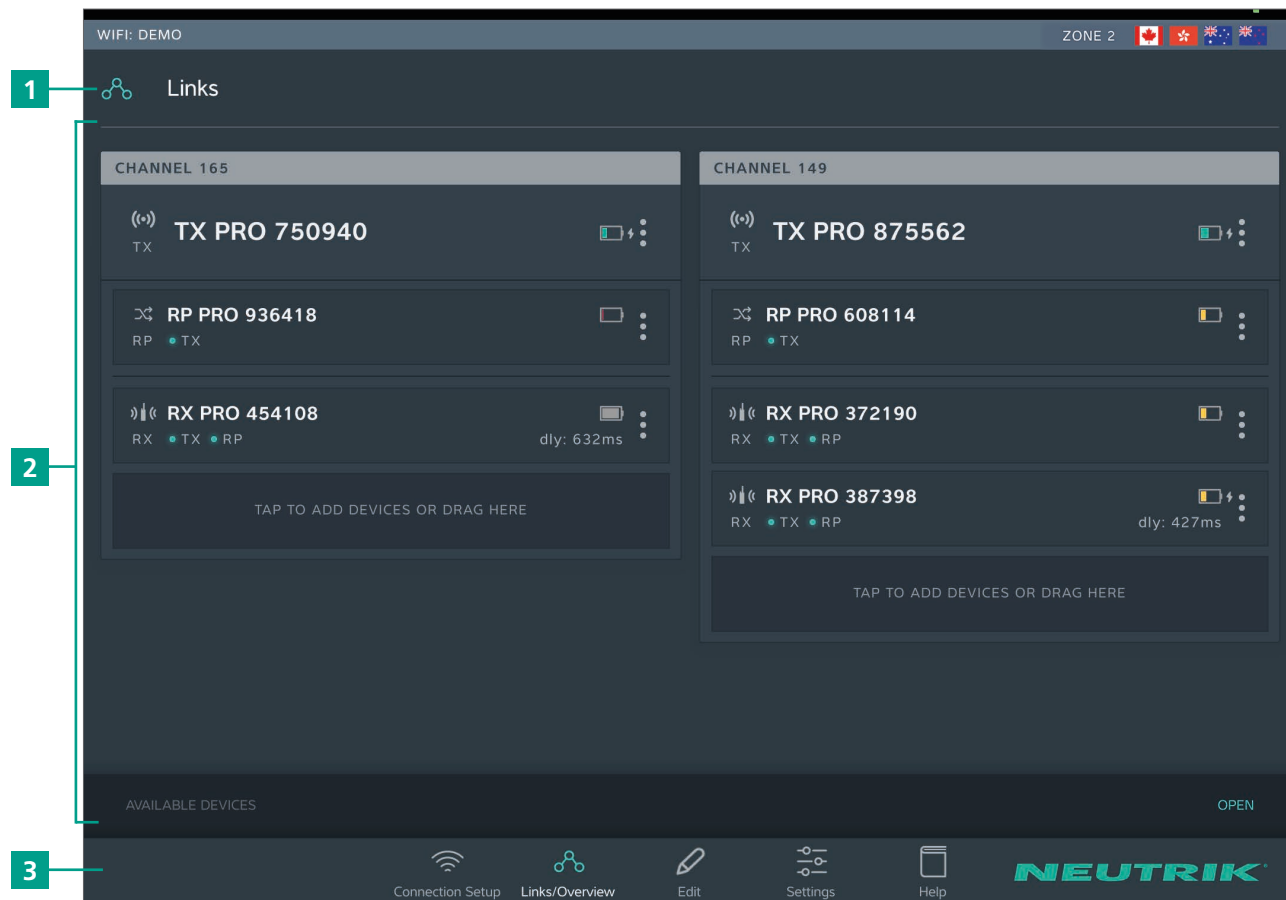 WIFI: DEMO
ZONE 2
1
Links
2
CHANNEL 165
TX PRO 750940
TX
RP PRO 936418
RP TX
RX PRO 454108
RX TX RP
dly: 632ms
TAP TO ADD DEVICES OR DRAG HERE
CHANNEL 149
TX PRO 875562
TX
RP PRO 608114
RP TX
RX PRO 372190
RX TX RP
RX PRO 387398
RX TX RP
dly: 427ms
TAP TO ADD DEVICES OR DRAG HERE
AVAILABLE DEVICES
OPEN
3
Connection Setup
Links/Overview
Edit
Settings
Help
NEUTRIK